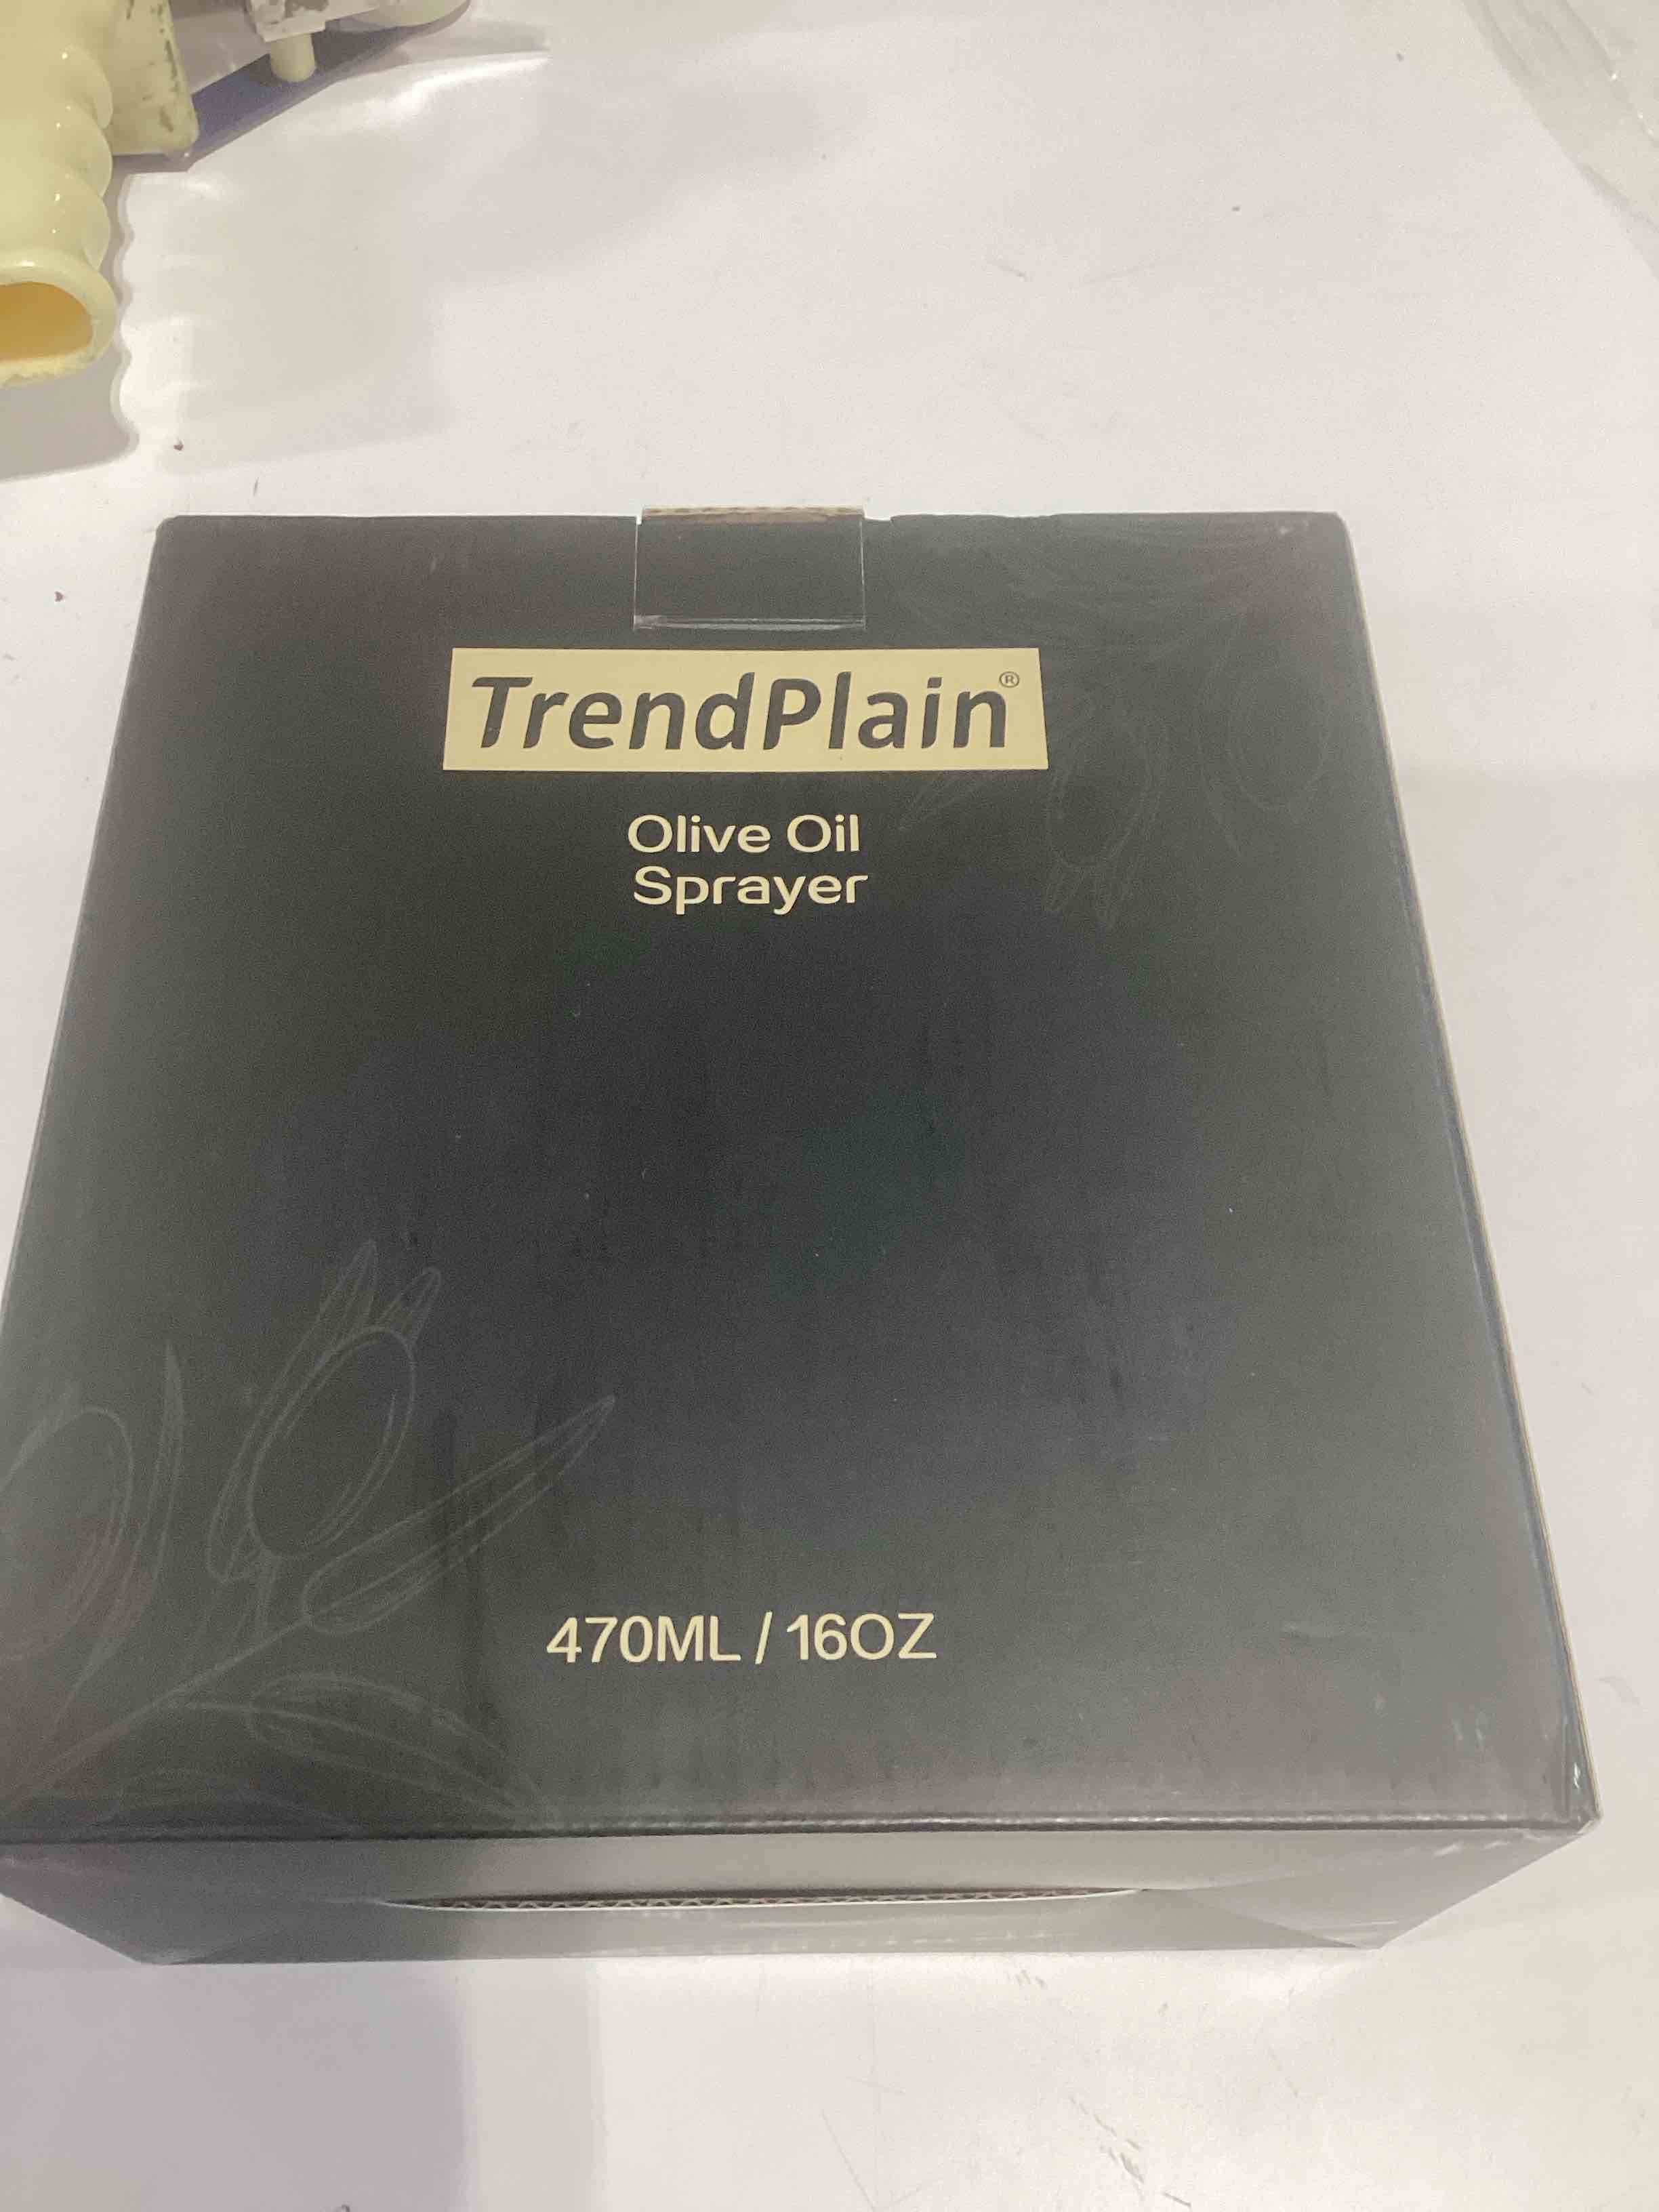 TrendPlain®
Olive Oil
Sprayer
470ML / 16OZ